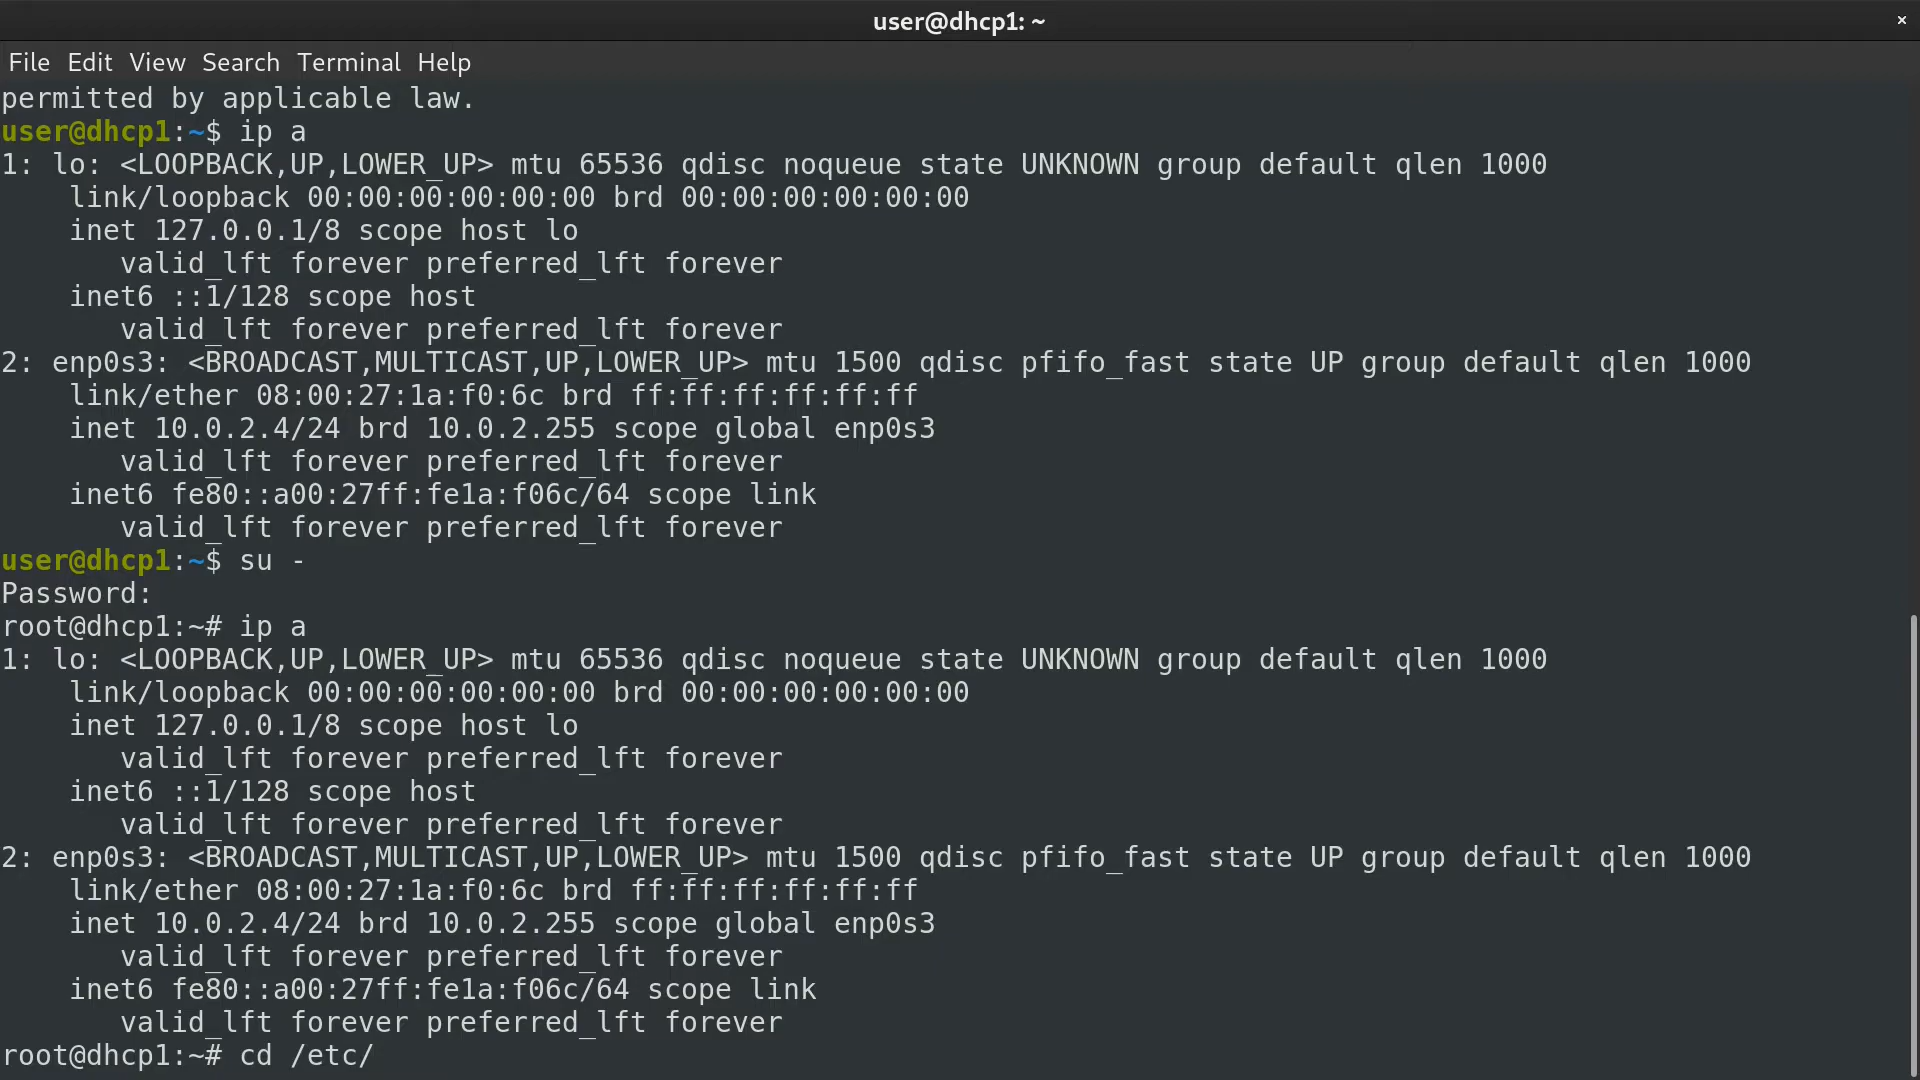 user@dhcp1: ~
×
File Edit View Search Terminal Help
permitted by applicable law.
user@dhcp1:~$ ip a
1: lo: <LOOPBACK,UP,LOWER_UP> mtu 65536 qdisc noqueue state UNKNOWN group default qlen 1000
    link/loopback 00:00:00:00:00:00 brd 00:00:00:00:00:00
    inet 127.0.0.1/8 scope host lo
       valid_lft forever preferred_lft forever
    inet6 ::1/128 scope host
       valid_lft forever preferred_lft forever
2: enp0s3: <BROADCAST,MULTICAST,UP,LOWER_UP> mtu 1500 qdisc pfifo_fast state UP group default qlen 1000
    link/ether 08:00:27:1a:f0:6c brd ff:ff:ff:ff:ff:ff
    inet 10.0.2.4/24 brd 10.0.2.255 scope global enp0s3
       valid_lft forever preferred_lft forever
    inet6 fe80::a00:27ff:fe1a:f06c/64 scope link
       valid_lft forever preferred_lft forever
user@dhcp1:~$ su -
Password:
root@dhcp1:~# ip a
1: lo: <LOOPBACK,UP,LOWER_UP> mtu 65536 qdisc noqueue state UNKNOWN group default qlen 1000
    link/loopback 00:00:00:00:00:00 brd 00:00:00:00:00:00
    inet 127.0.0.1/8 scope host lo
       valid_lft forever preferred_lft forever
    inet6 ::1/128 scope host
       valid_lft forever preferred_lft forever
2: enp0s3: <BROADCAST,MULTICAST,UP,LOWER_UP> mtu 1500 qdisc pfifo_fast state UP group default qlen 1000
    link/ether 08:00:27:1a:f0:6c brd ff:ff:ff:ff:ff:ff
    inet 10.0.2.4/24 brd 10.0.2.255 scope global enp0s3
       valid_lft forever preferred_lft forever
    inet6 fe80::a00:27ff:fe1a:f06c/64 scope link
       valid_lft forever preferred_lft forever
root@dhcp1:~# cd /etc/